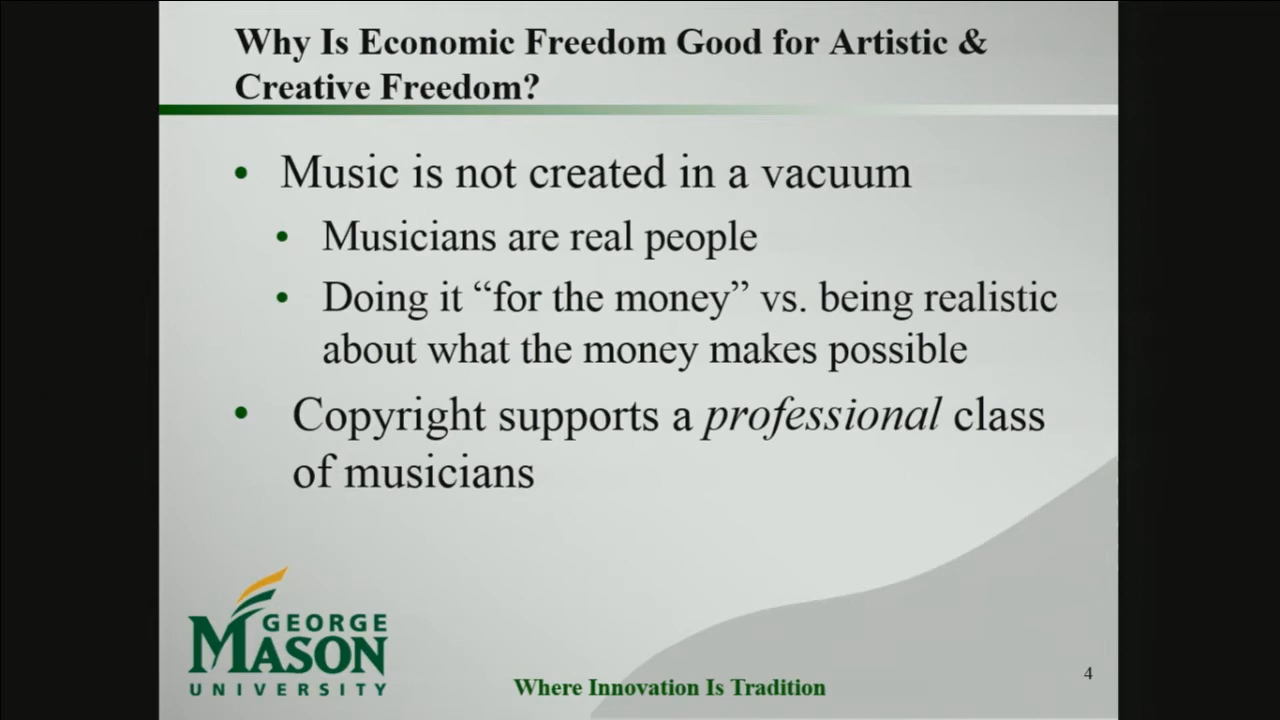 Why Is Economic Freedom Good for Artistic &
Creative Freedom?
• Music is not created in a vacuum
• Musicians are real people
• Doing it “for the money” vs. being realistic
about what the money makes possible
• Copyright supports a professional class
of musicians
GEORGE
MASON
UNIVERSITY
Where Innovation Is Tradition
4